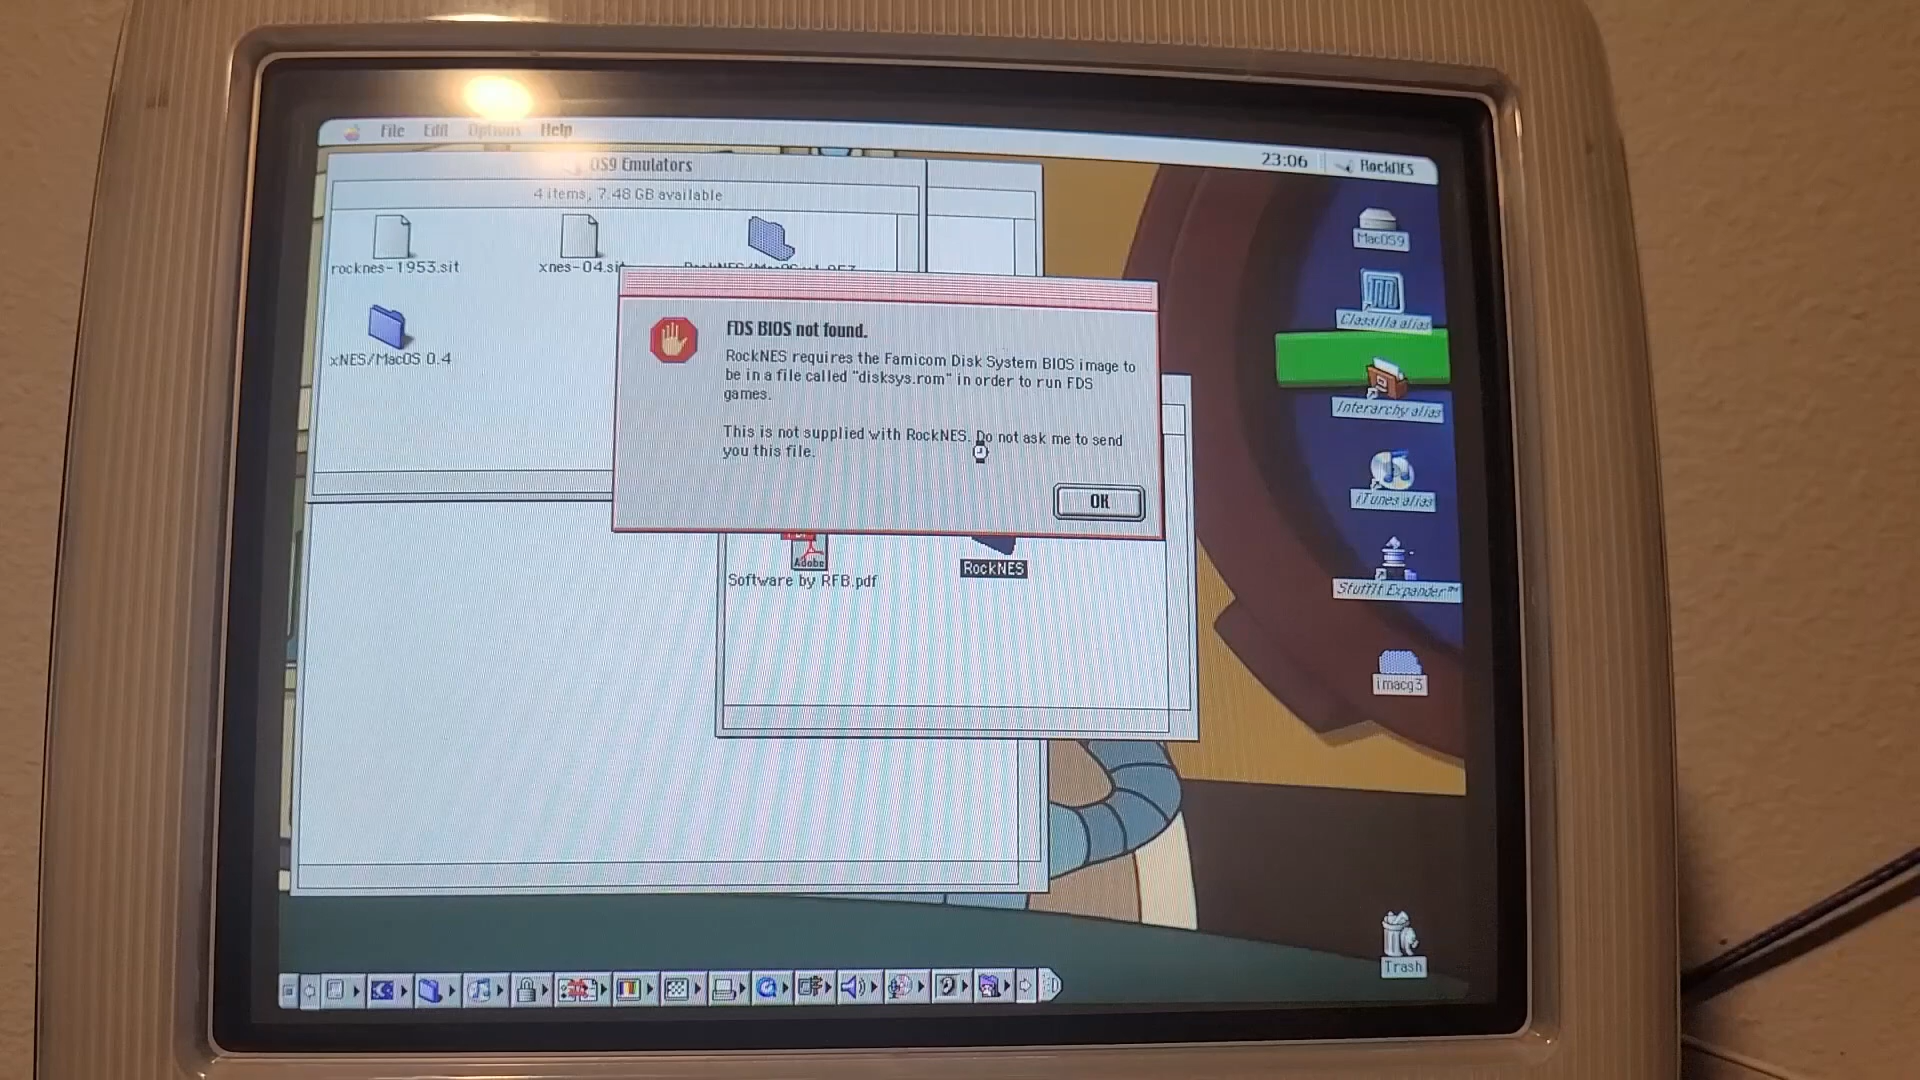 File Edit Options Help
23:06 RockNES
OS9 Emulators
4 items, 7.48 GB available
rocknes-1953.sit
xnes-04.sit
xNES/MacOS 0.4
FDS BIOS not found.
RockNES requires the Famicom Disk System BIOS image to
be in a file called "disksys.rom" in order to run FDS
games.
This is not supplied with RockNES. Do not ask me to send
you this file.
OK
Adobe
Software by RFB.pdf
RockNES
MacOS9
Classilla alias
Interarchy alias
iTunes alias
StuffIt Expander™
imacg3
Trash